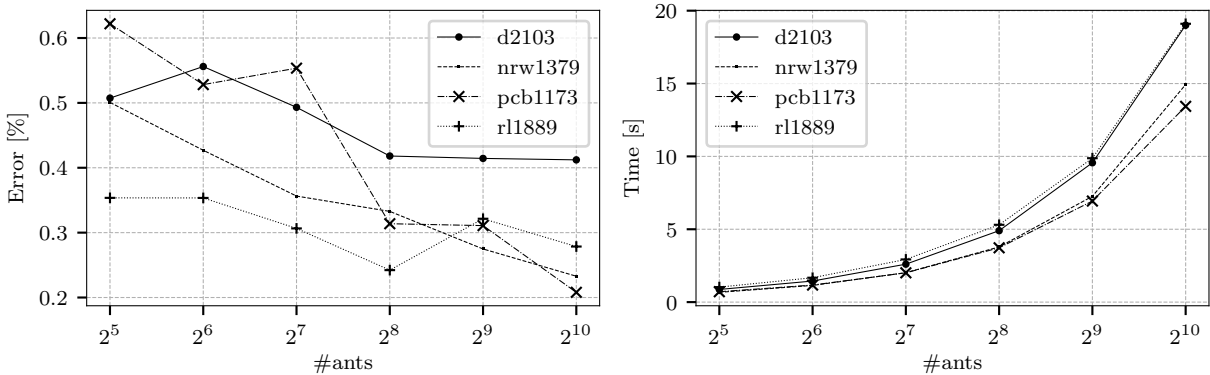 0.6
0.5
0.4
0.3
0.2
Error [%]
2^5 2^6 2^7 2^8 2^9 2^10
#ants
d2103
nrw1379
pcb1173
rl1889
20
15
10
5
0
Time [s]
2^5 2^6 2^7 2^8 2^9 2^10
#ants
d2103
nrw1379
pcb1173
rl1889